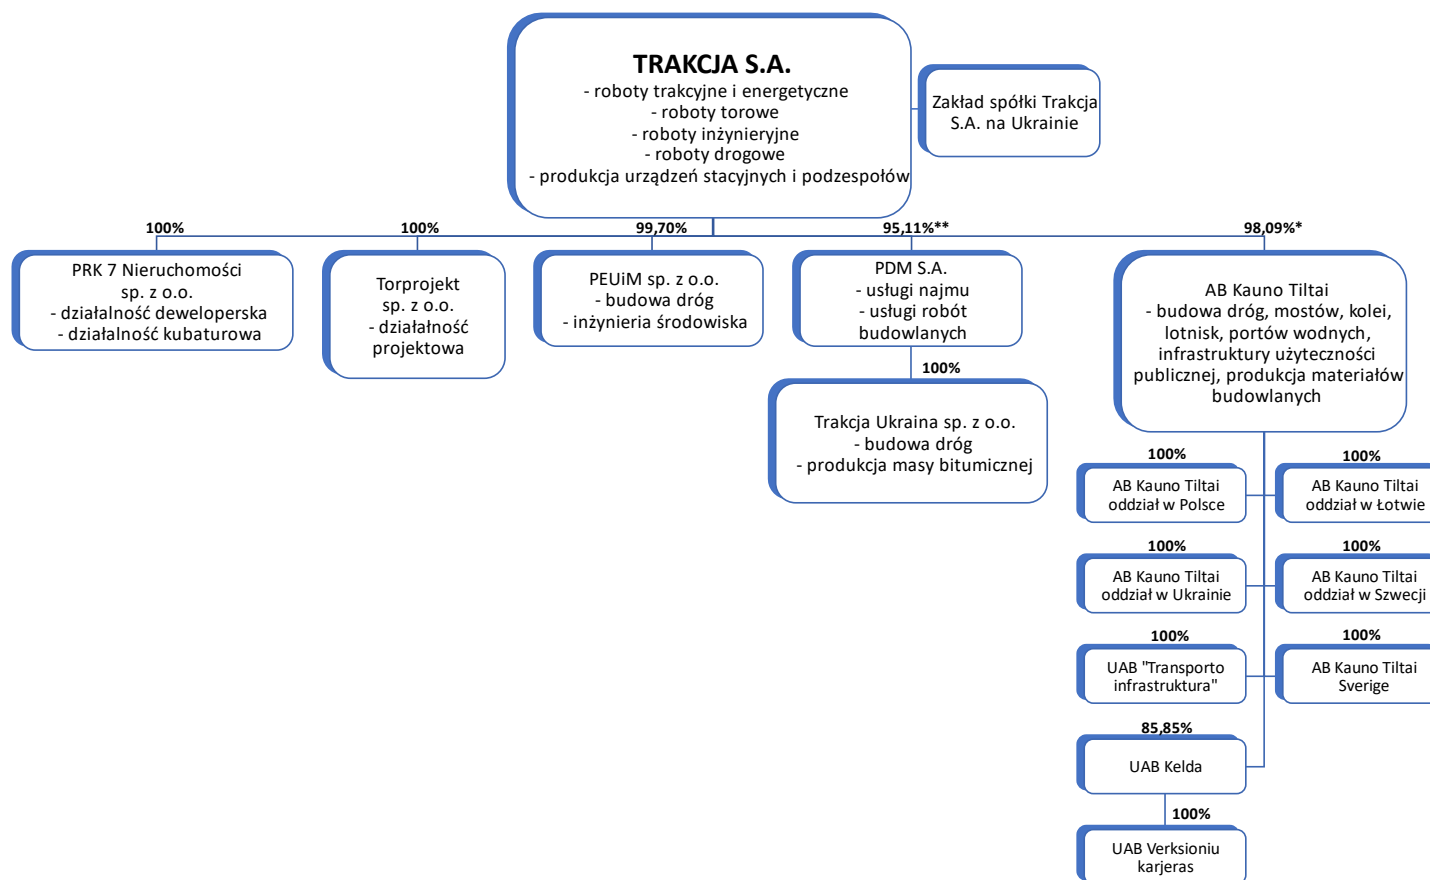 TRAKCJA S.A.
- roboty trakcyjne i energetyczne
- roboty torowe
- roboty inżynieryjne
- roboty drogowe
- produkcja urządzeń stacyjnych i podzespołów
Zakład spółki Trakcja
S.A. na Ukrainie
100%
PRK 7 Nieruchomości
sp. z o.o.
- działalność deweloperska
- działalność kubaturowa
100%
Torprojekt
sp. z o.o.
- działałność
projektowa
99,70%
PEUiM sp. z o.o.
- budowa dróg
- inżynieria środowiska
95,11%**
PDM S.A.
- usługi najmu
- usługi robót
budowlanych
100%
Trakcja Ukraina sp. z o.o.
- budowa dróg
- produkcja masy bitumicznej
98,09%*
AB Kauno Tiltai
- budowa dróg, mostów, kolei,
lotnisk, portów wodnych,
infrastruktury użyteczności
publicznej, produkcja materiałów
budowlanych
100%
AB Kauno Tiltai
oddział w Polsce
100%
AB Kauno Tiltai
oddział w Łotwie
100%
AB Kauno Tiltai
oddział w Ukrainie
100%
AB Kauno Tiltai
oddział w Szwecji
100%
UAB "Transporto
infrastruktura"
100%
AB Kauno Tiltai
Sverige
85,85%
UAB Kelda
100%
UAB Verksioniu
karjeras